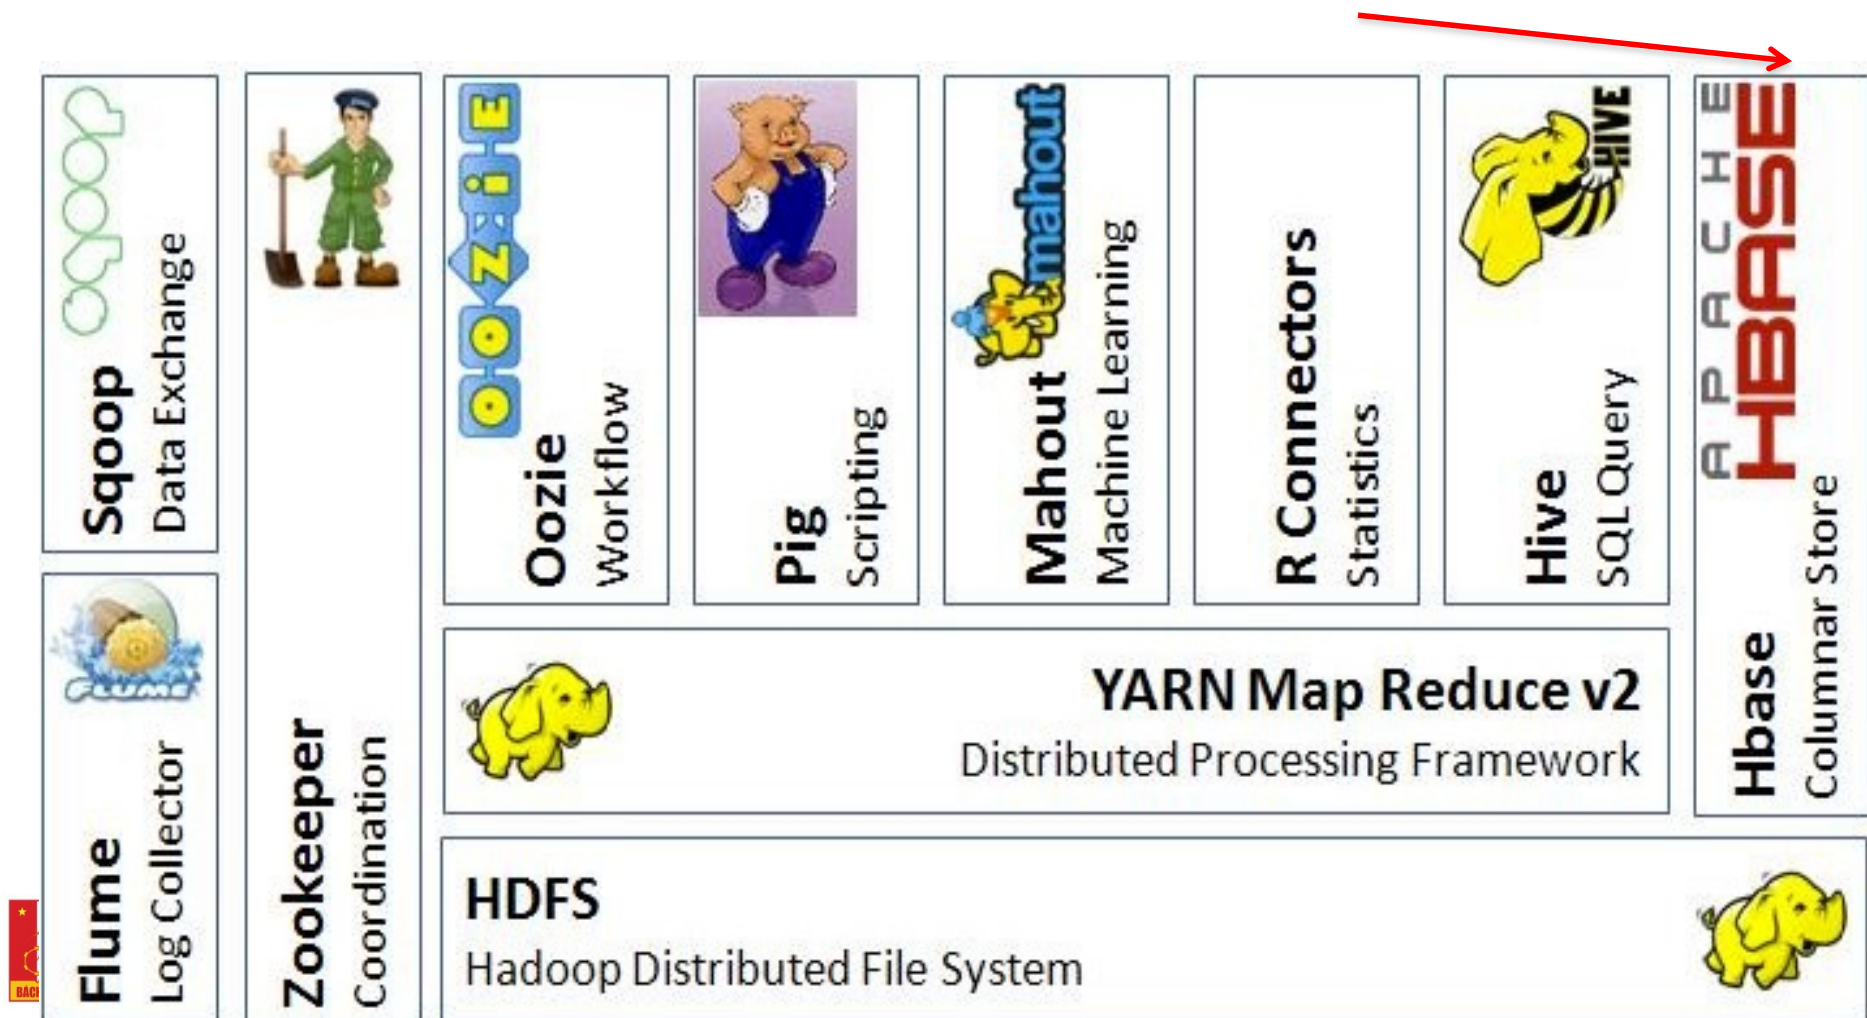 sqoop
Sqoop
Data Exchange
FLUME
Flume
Log Collector
Zookeeper
Coordination
OOZIE
Oozie
Workflow
Pig
Scripting
mahout
Mahout
Machine Learning
R Connectors
Statistics
HIVE
Hive
SQL Query
APACHE
HBASE
Hbase
Columnar Store
YARN Map Reduce v2
Distributed Processing Framework
HDFS
Hadoop Distributed File System